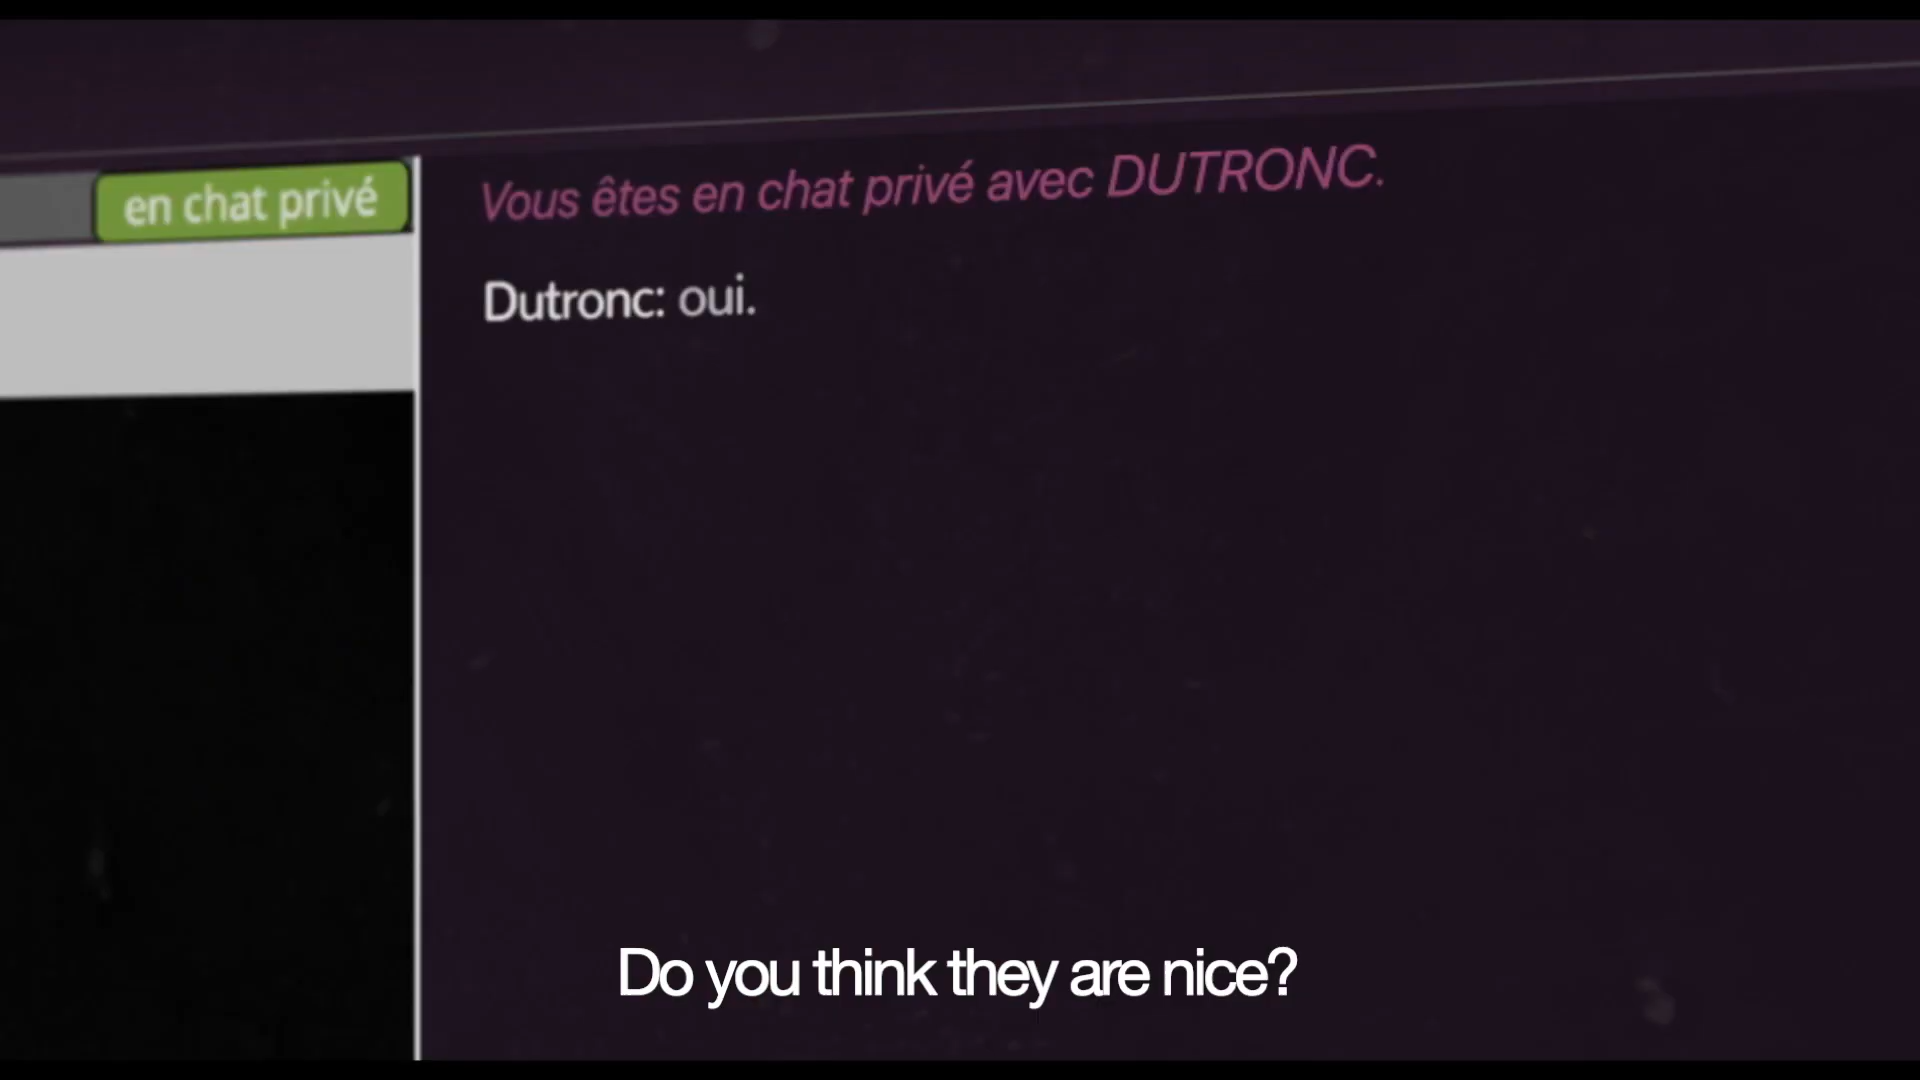 en chat privé
Vous êtes en chat privé avec DUTRONC.
Dutronc: oui.
Do you think they are nice?